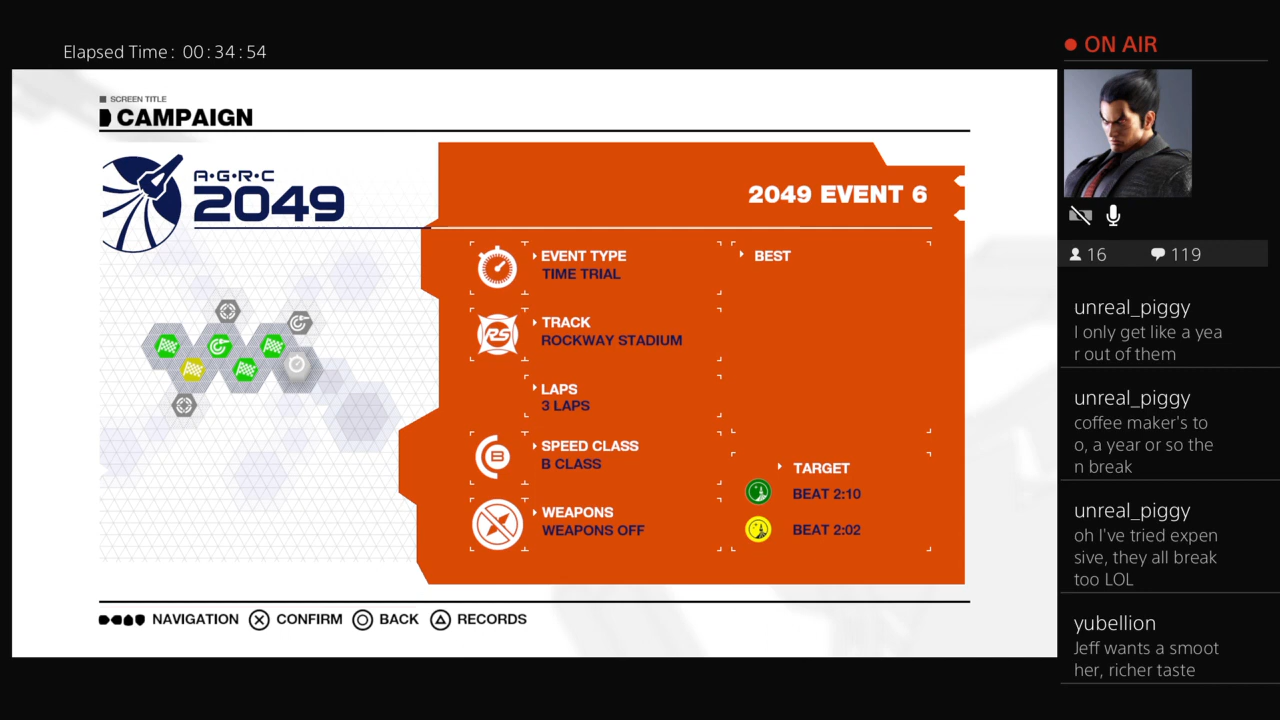 Elapsed Time: 00:34:54
ON AIR
SCREEN TITLE
CAMPAIGN
A·G·R·C
2049
2049 EVENT 6
EVENT TYPE
TIME TRIAL
BEST
RS
TRACK
ROCKWAY STADIUM
LAPS
3 LAPS
SPEED CLASS
B CLASS
TARGET
BEAT 2:10
BEAT 2:02
WEAPONS
WEAPONS OFF
NAVIGATION CONFIRM BACK RECORDS
16 119
unreal_piggy
I only get like a yea
r out of them
unreal_piggy
coffee maker's to
o, a year or so the
n break
unreal_piggy
oh I've tried expen
sive, they all break
too LOL
yubellion
Jeff wants a smoot
her, richer taste